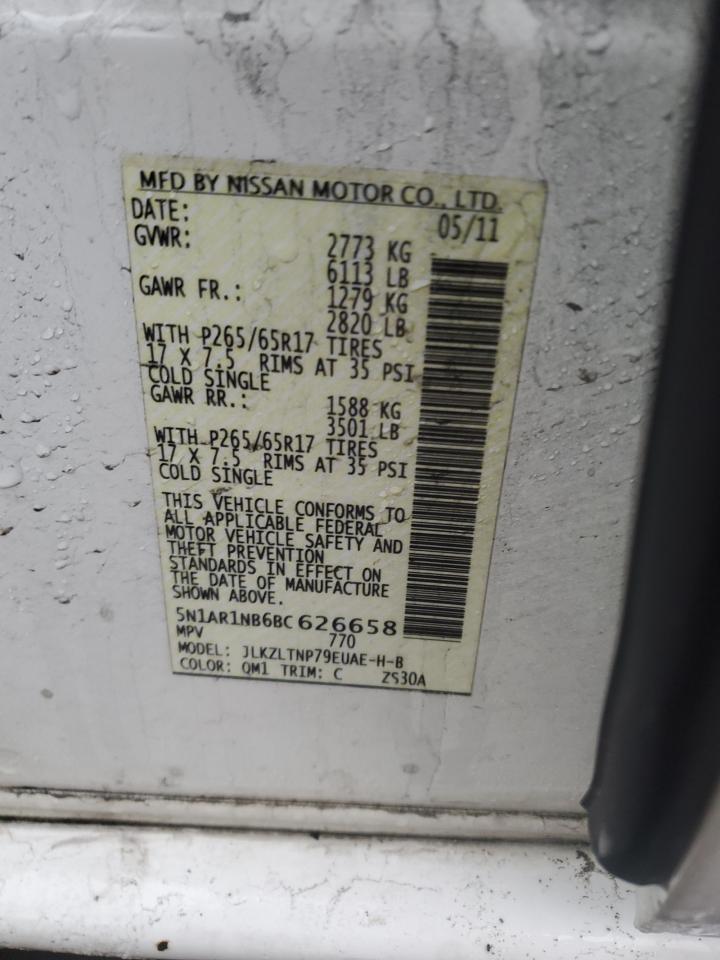 MFD BY NISSAN MOTOR CO., LTD.
DATE: 05/11
GVWR: 2773 KG
6113 LB
GAWR FR.: 1279 KG
2820 LB
WITH P265/65R17 TIRES
17 X 7.5 RIMS AT 35 PSI
COLD SINGLE
GAWR RR.: 1588 KG
3501 LB
WITH P265/65R17 TIRES
17 X 7.5 RIMS AT 35 PSI
COLD SINGLE
THIS VEHICLE CONFORMS TO
ALL APPLICABLE FEDERAL
MOTOR VEHICLE SAFETY AND
THEFT PREVENTION
STANDARDS IN EFFECT ON
THE DATE OF MANUFACTURE
SHOWN ABOVE.
5N1AR1NB6BC626658
MPV 770
MODEL: JLKZLTNP79EUAE-H-B
COLOR: QM1 TRIM: C ZS30A